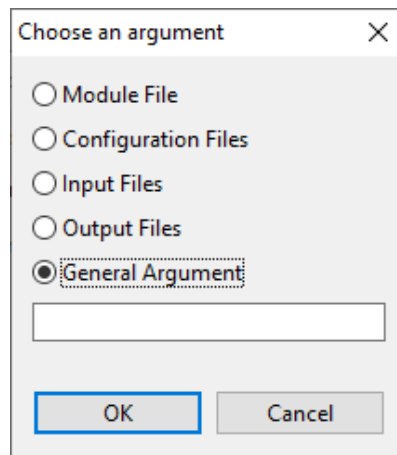 Choose an argument
Module File
Configuration Files
Input Files
Output Files
General Argument
OK Cancel